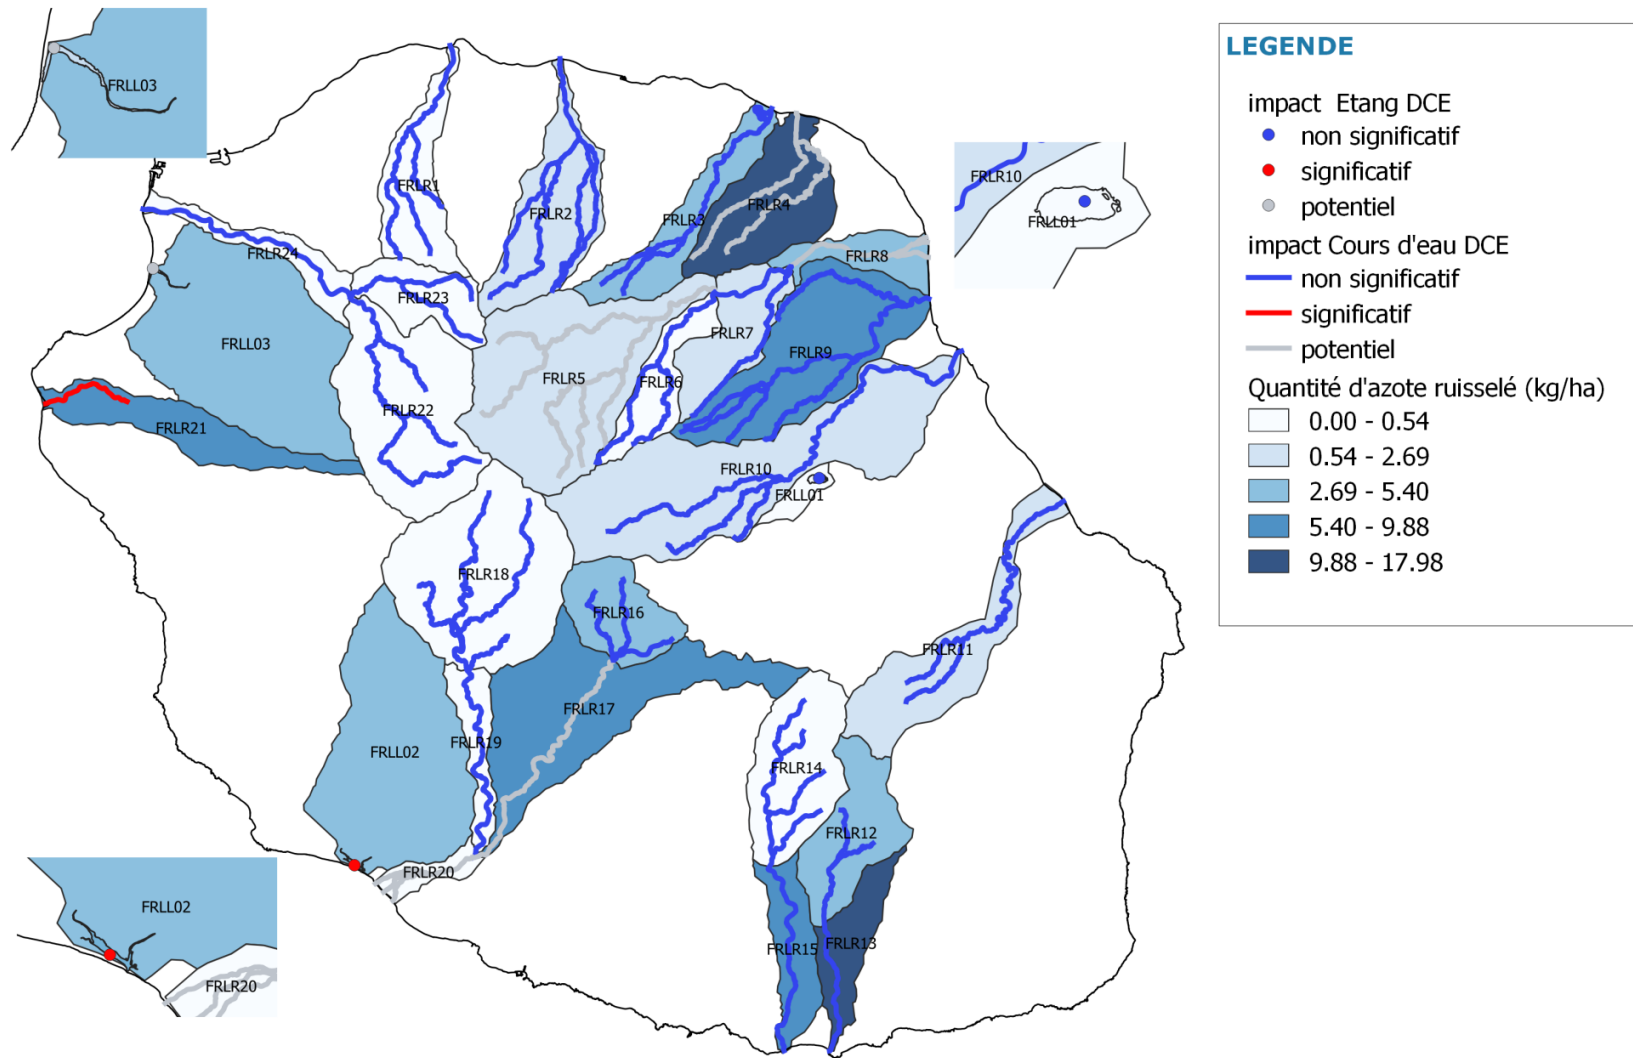 FRLL03
LEGENDE
impact Etang DCE
non significatif
significatif
potentiel
impact Cours d'eau DCE
non significatif
significatif
potentiel
Quantité d'azote ruisselé (kg/ha)
0.00 - 0.54
0.54 - 2.69
2.69 - 5.40
5.40 - 9.88
9.88 - 17.98
FRLR10
FRLL01
FRLR1
FRLR2
FRLR3
FRLR4
FRLR24
FRLR8
FRLR23
FRLR7
FRLL03
FRLR9
FRLR5
FRLR6
FRLR22
FRLR21
FRLR10
FRLL01
FRLR18
FRLR16
FRLR11
FRLR17
FRLR19
FRLL02
FRLR14
FRLR12
FRLR20
FRLR15
FRLR13
FRLL02
FRLR20